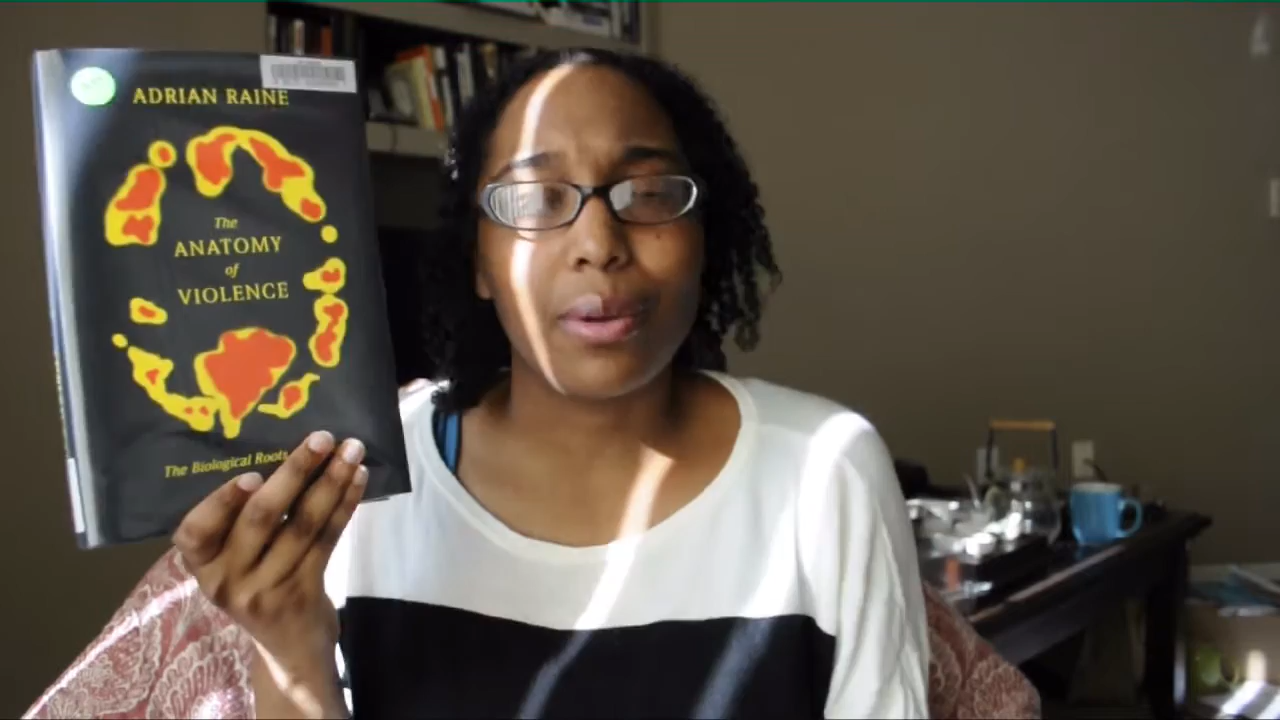 ADRIAN RAINE
The
ANATOMY
of
VIOLENCE
The Biological Roots